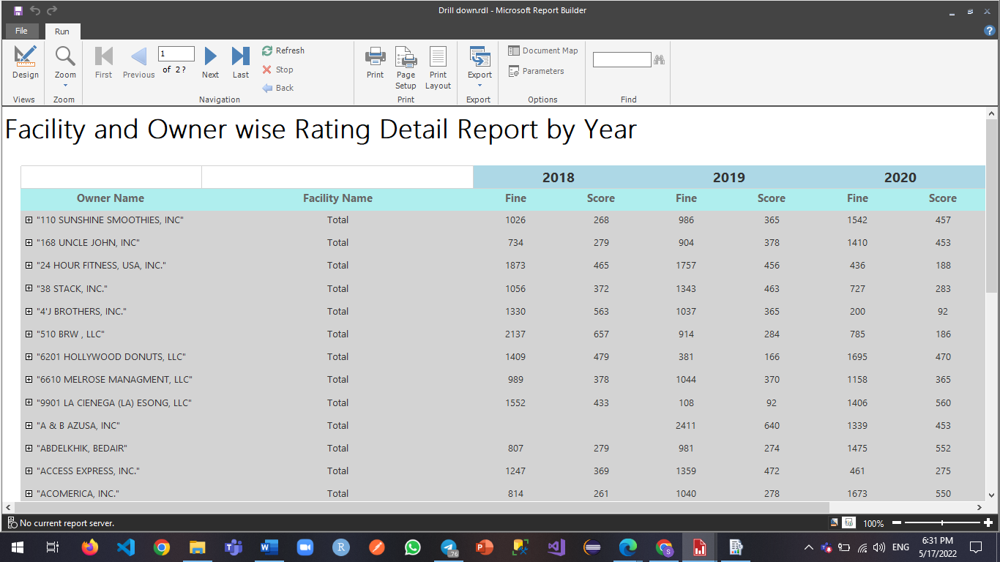 Drill down.rdl - Microsoft Report Builder
File Run
Design Zoom First Previous 1 of 2? Next Last Refresh Stop Back Print Page Setup Print Layout Export Document Map Parameters
Views Zoom Navigation Print Export Options Find
Facility and Owner wise Rating Detail Report by Year
2018 2019 2020
Owner Name Facility Name Fine Score Fine Score Fine Score
"110 SUNSHINE SMOOTHIES, INC" Total 1026 268 986 365 1542 457
"168 UNCLE JOHN, INC" Total 734 279 904 378 1410 453
"24 HOUR FITNESS, USA, INC." Total 1873 465 1757 456 436 188
"38 STACK, INC." Total 1056 372 1343 463 727 283
"4'J BROTHERS, INC." Total 1330 563 1037 365 200 92
"510 BRW , LLC" Total 2137 657 914 284 785 186
"6201 HOLLYWOOD DONUTS, LLC" Total 1409 479 381 166 1695 470
"6610 MELROSE MANAGMENT, LLC" Total 989 378 1044 370 1158 365
"9901 LA CIENEGA (LA) ESONG, LLC" Total 1552 433 108 92 1406 560
"A & B AZUSA, INC" Total 2411 640 1339 453
"ABDELKHIK, BEDAIR" Total 807 279 981 274 1475 552
"ACCESS EXPRESS, INC." Total 1247 369 1359 472 461 275
"ACOMERICA, INC." Total 814 261 1040 278 1673 550
No current report server. 100%
76 ENG 6:31 PM
5/17/2022